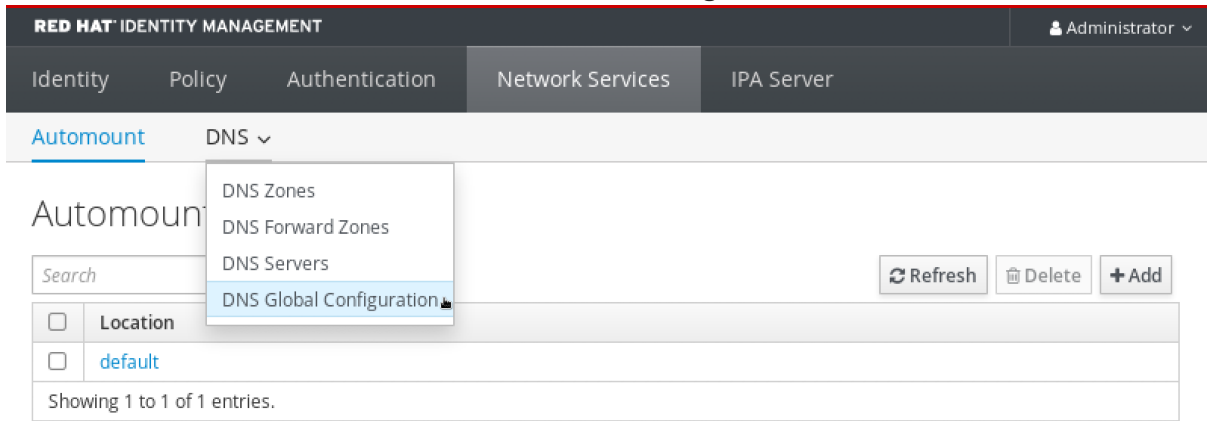 RED HAT® IDENTITY MANAGEMENT Administrator
Identity Policy Authentication Network Services IPA Server
Automount DNS
DNS Zones
Automoun
DNS Forward Zones
Search
DNS Servers
Refresh Delete Add
DNS Global Configuration
Location
default
Showing 1 to 1 of 1 entries.